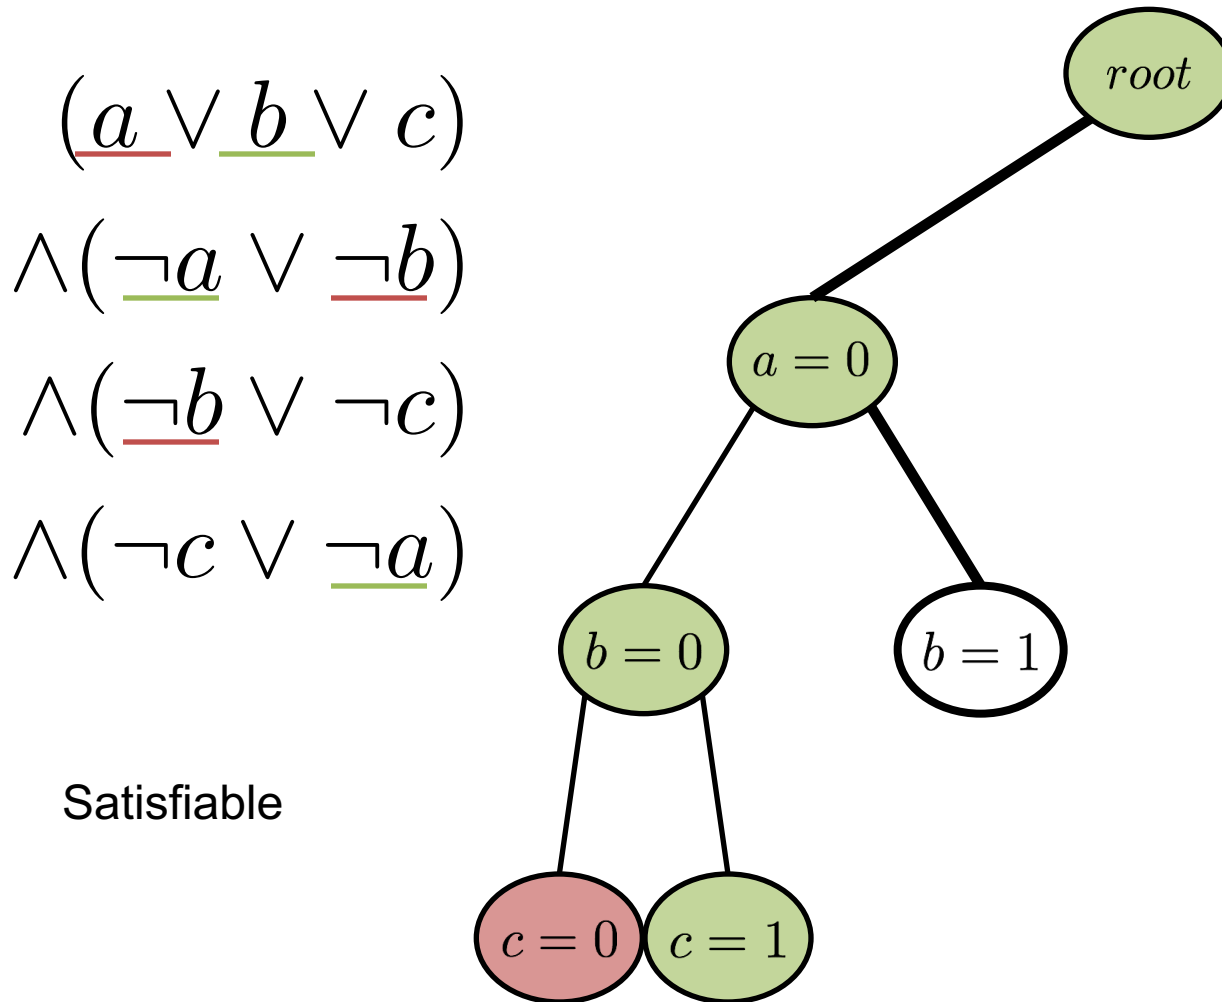 (a ∨ b ∨ c)
∧(¬a ∨ ¬b)
∧(¬b ∨ ¬c)
∧(¬c ∨ ¬a)
Satisfiable
root
a = 0
b = 0
b = 1
c = 0
c = 1